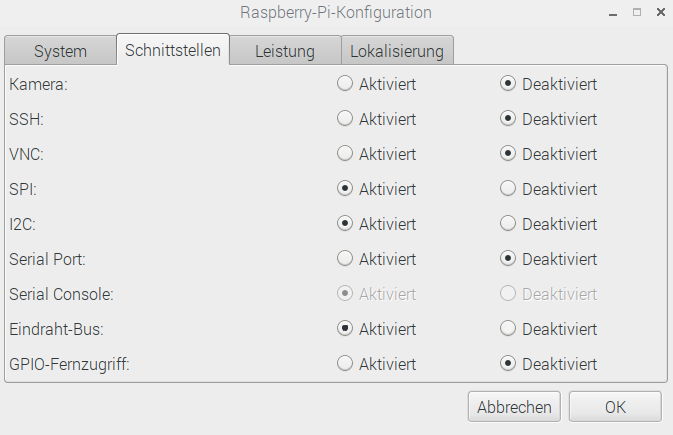 Raspberry-Pi-Konfiguration
System Schnittstellen Leistung Lokalisierung
Kamera: Aktiviert Deaktiviert
SSH: Aktiviert Deaktiviert
VNC: Aktiviert Deaktiviert
SPI: Aktiviert Deaktiviert
I2C: Aktiviert Deaktiviert
Serial Port: Aktiviert Deaktiviert
Serial Console: Aktiviert Deaktiviert
Eindraht-Bus: Aktiviert Deaktiviert
GPIO-Fernzugriff: Aktiviert Deaktiviert
Abbrechen OK